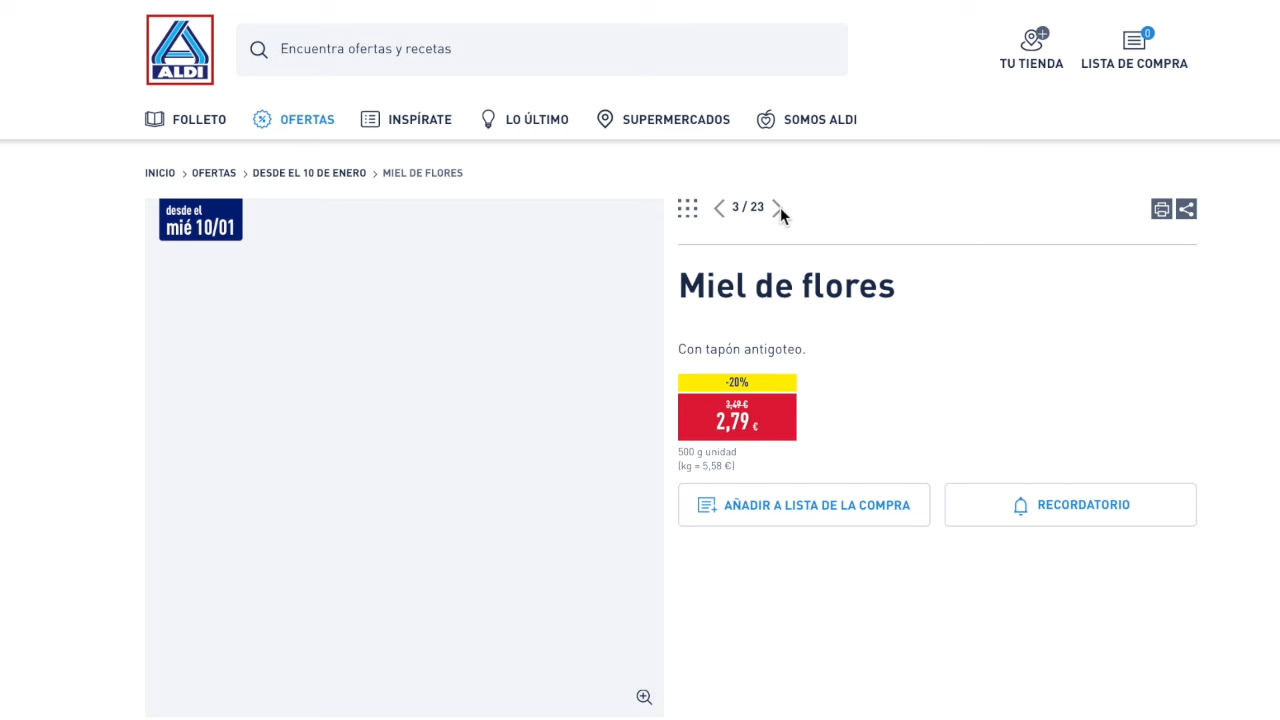 ALDI
Encuentra ofertas y recetas
TU TIENDA
0
LISTA DE COMPRA
FOLLETO
OFERTAS
INSPÍRATE
LO ÚLTIMO
SUPERMERCADOS
SOMOS ALDI
INICIO > OFERTAS > DESDE EL 10 DE ENERO > MIEL DE FLORES
desde el
mié 10/01
3 / 23
Miel de flores
Con tapón antigoteo.
-20%
3,49 €
2,79 €
500 g unidad
(kg = 5,58 €)
AÑADIR A LISTA DE LA COMPRA
RECORDATORIO